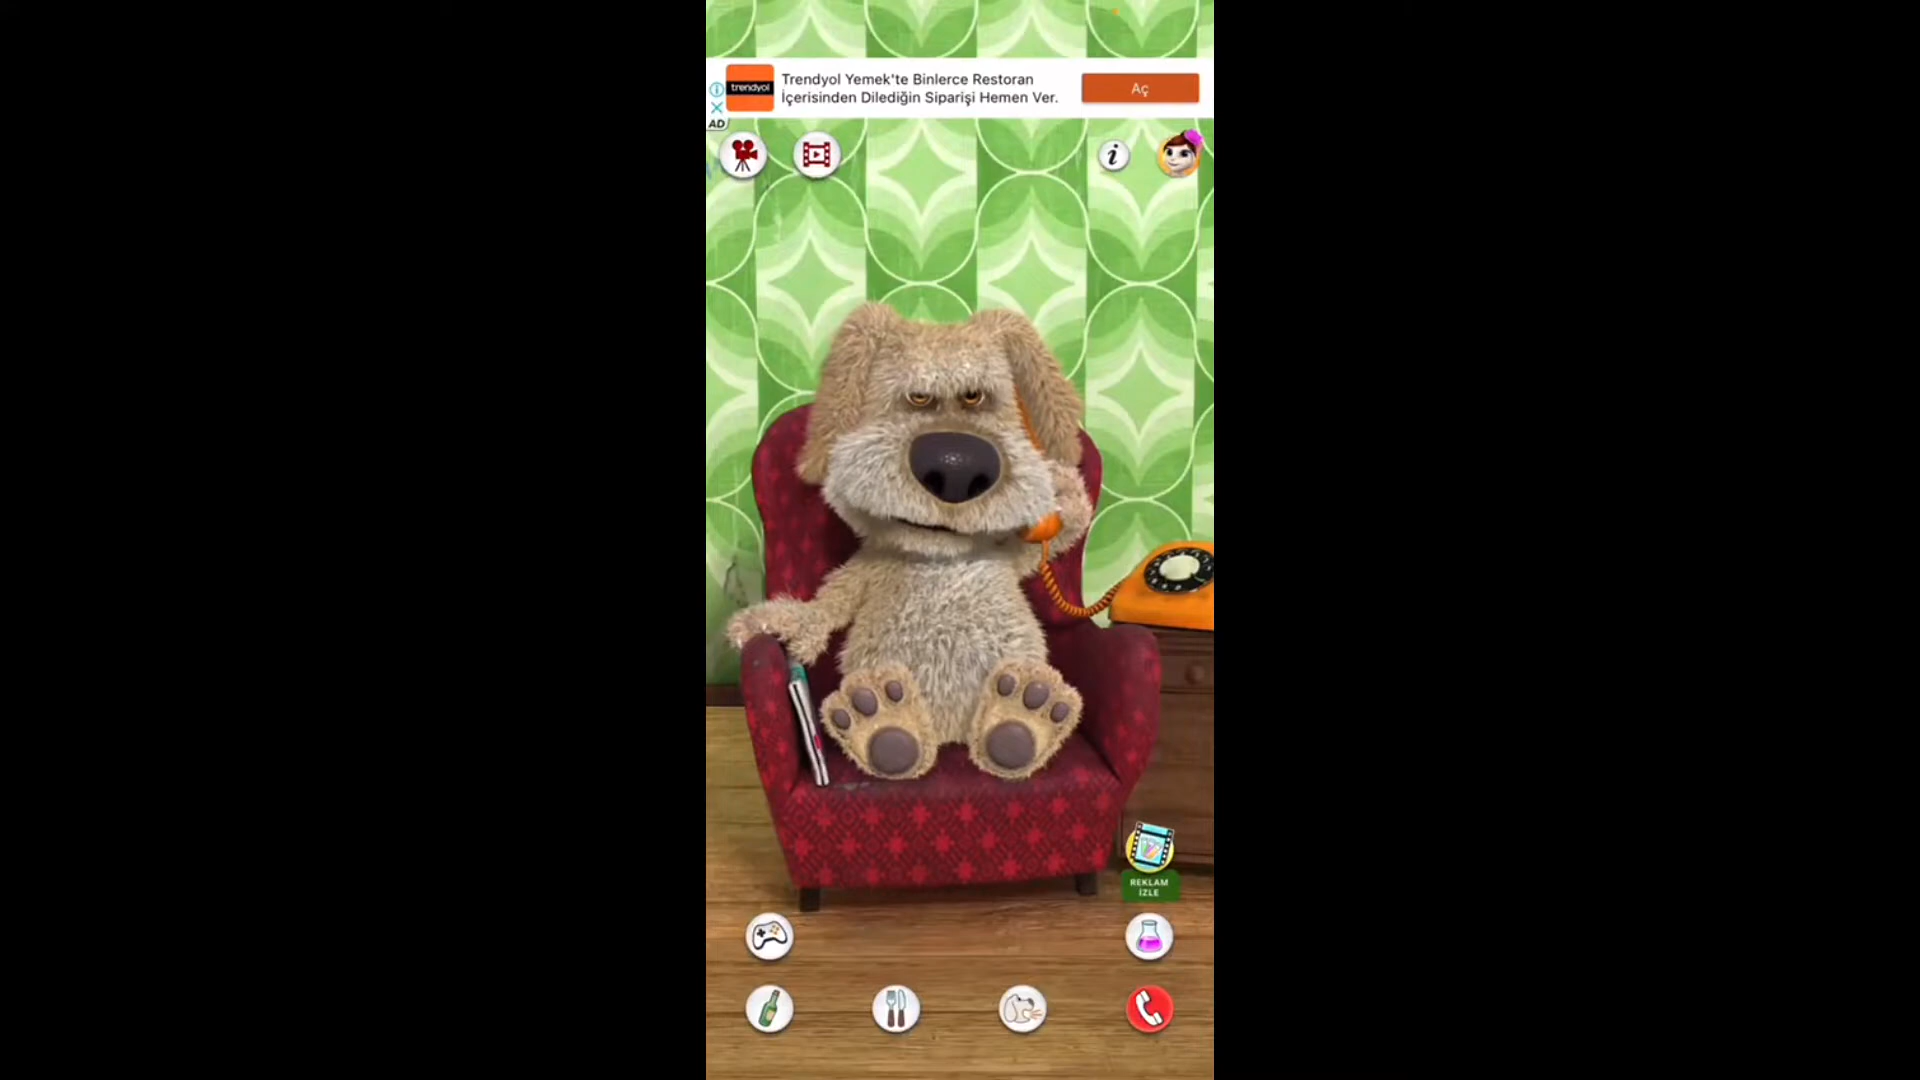 trendyol
Trendyol Yemek'te Binlerce Restoran
İçerisinden Dilediğin Siparişi Hemen Ver.
Aç
AD
REKLAM
İZLE